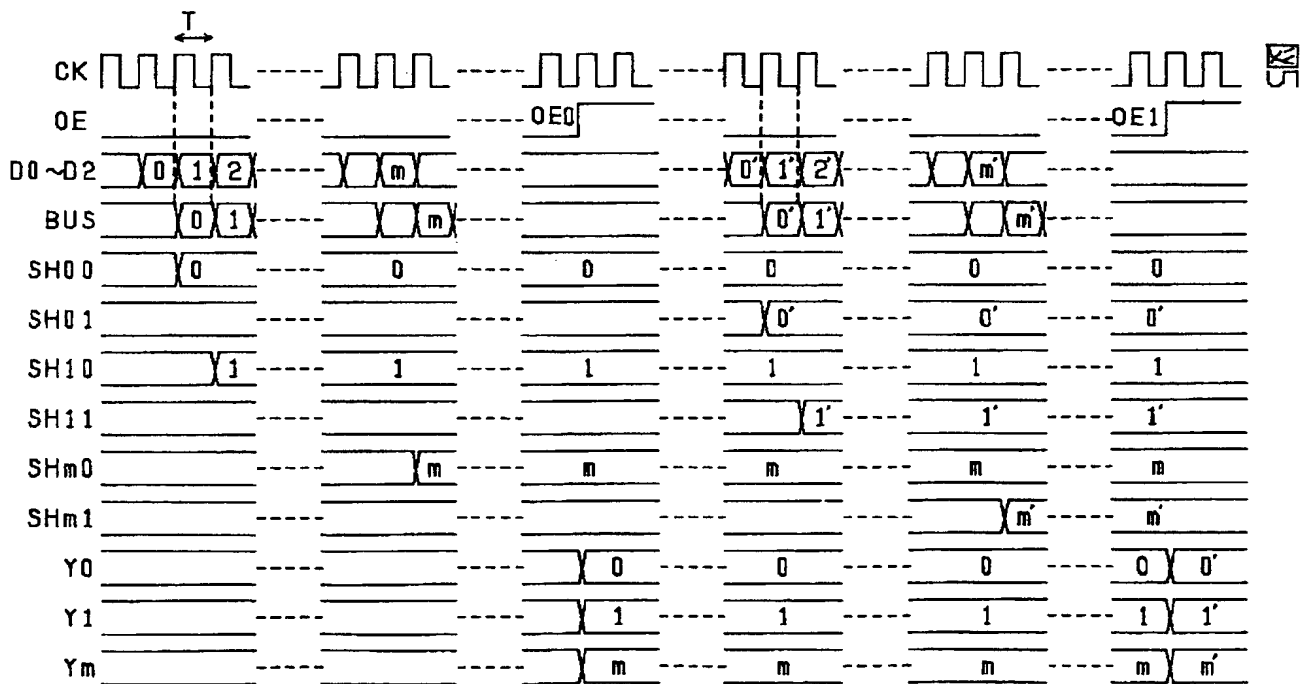 T
CK
OE OE0 OE1
D0~D2 0 1 2 m 0' 1' 2' m'
BUS 0 1 m 0' 1' m'
SH00 0 0 0 0 0 0
SH01 0' 0' 0'
SH10 1 1 1 1 1 1
SH11 1' 1' 1'
SHm0 m m m m m
SHm1 m' m'
Y0 0 0 0 0 0'
Y1 1 1 1 1 1'
Ym m m m m m'